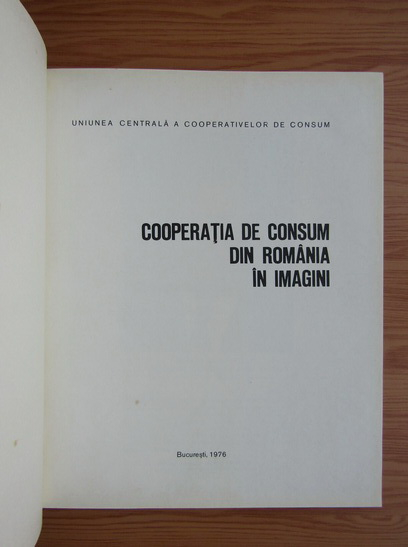 UNIUNEA CENTRALĂ A COOPERATIVELOR DE CONSUM
COOPERAȚIA DE CONSUM
DIN ROMÂNIA
ÎN IMAGINI
București, 1976